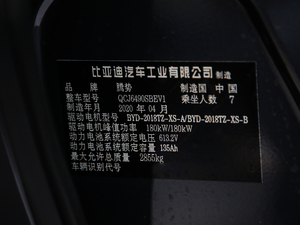 比亚迪汽车工业有限公司 制造
品牌 腾势 制造国 中国
整车型号 QCJ6490SBEV1 乘坐人数 7
制造年月 2020 年 04 月
驱动电机型号 BYD-2018TZ-XS-A/BYD-2018TZ-XS-B
驱动电机峰值功率 180kW/180kW
动力电池系统额定电压 613.2V
动力电池系统额定容量 135Ah
最大允许总质量 2855kg
车辆识别代号